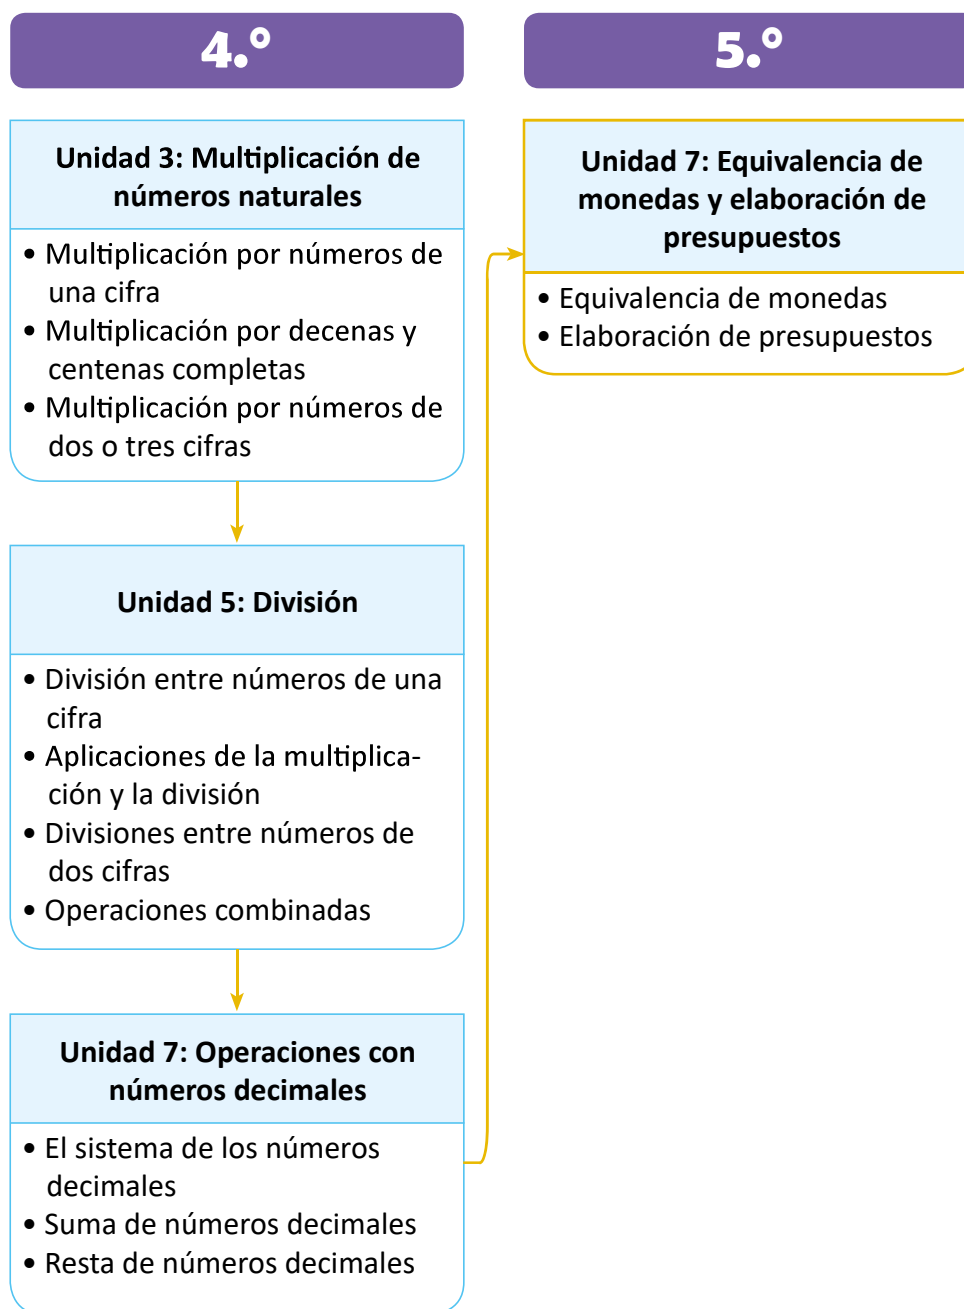 4.º
Unidad 3: Multiplicación de
números naturales
• Multiplicación por números de
una cifra
• Multiplicación por decenas y
centenas completas
• Multiplicación por números de
dos o tres cifras
Unidad 5: División
• División entre números de una
cifra
• Aplicaciones de la multiplica-
ción y la división
• Divisiones entre números de
dos cifras
• Operaciones combinadas
Unidad 7: Operaciones con
números decimales
• El sistema de los números
decimales
• Suma de números decimales
• Resta de números decimales
5.º
Unidad 7: Equivalencia de
monedas y elaboración de
presupuestos
• Equivalencia de monedas
• Elaboración de presupuestos